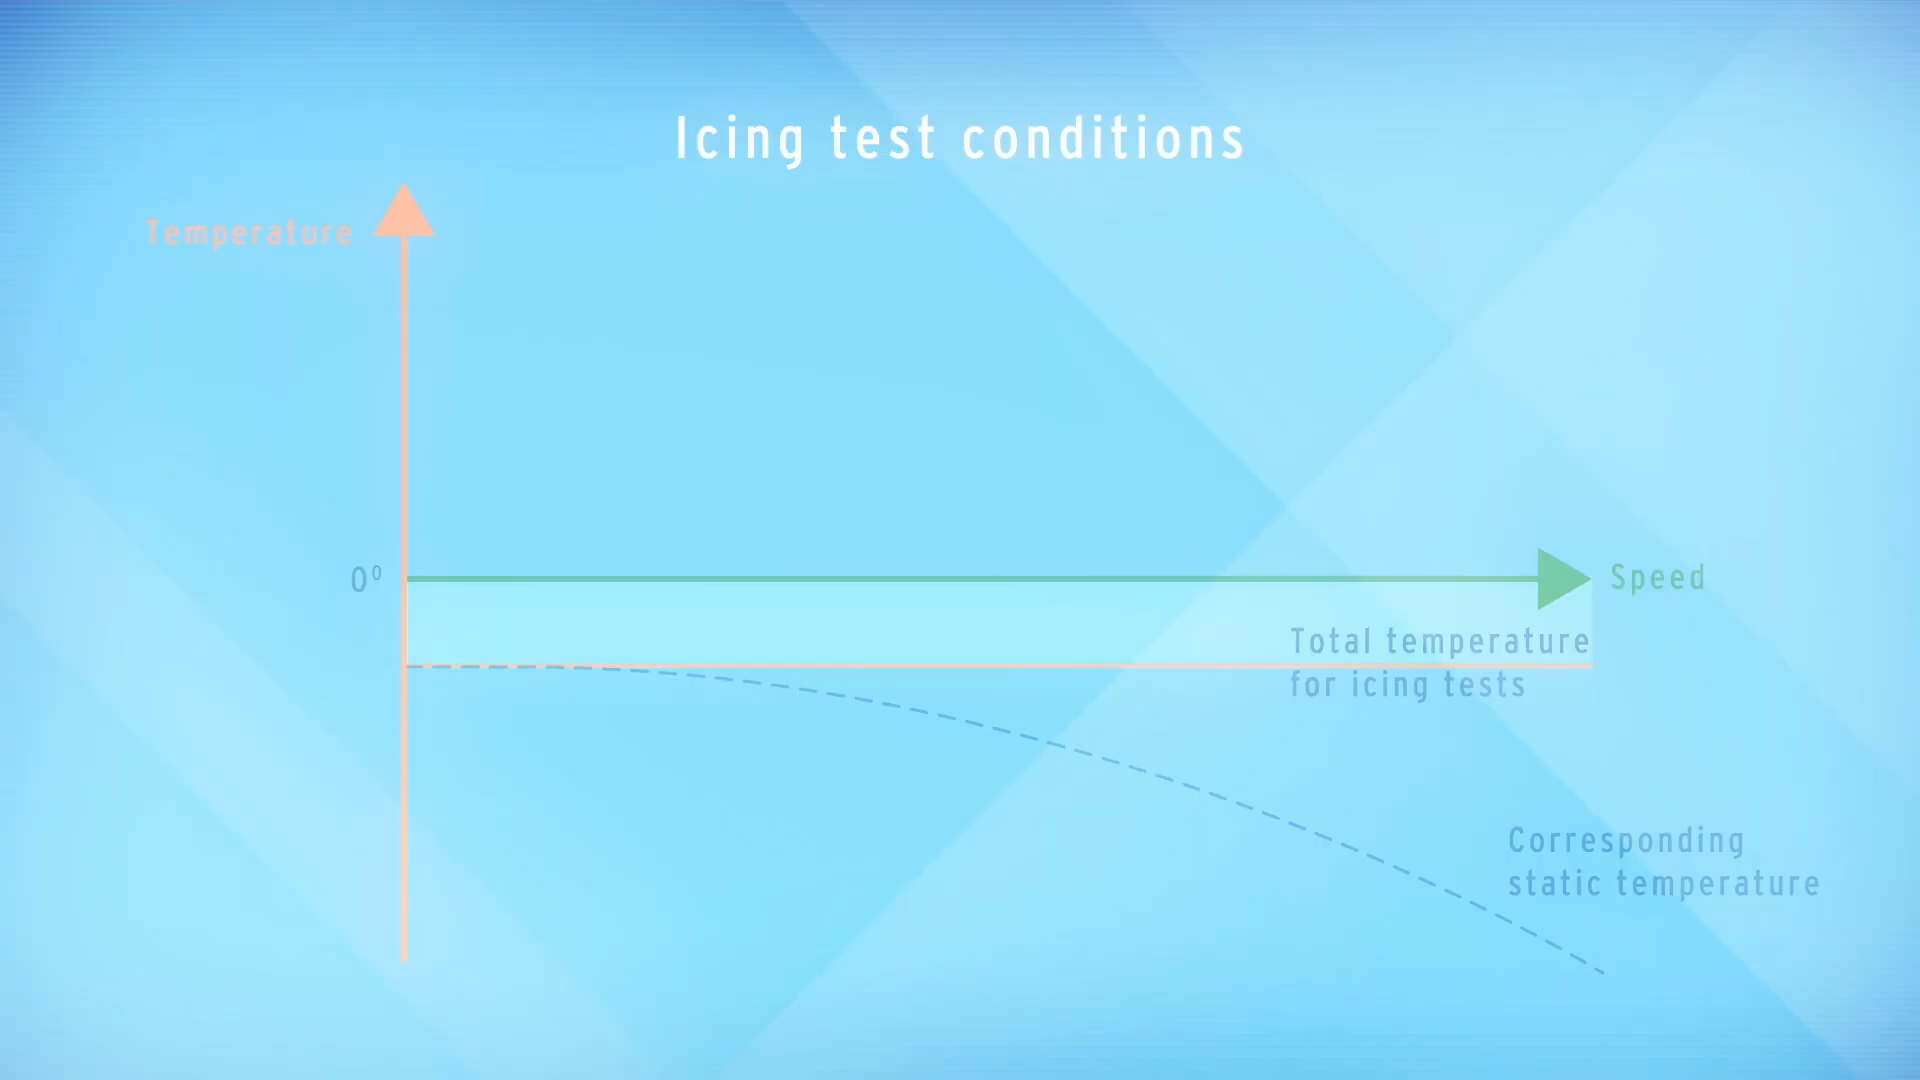 Icing test conditions
Temperature
0⁰
Speed
Total temperature
for icing tests
Corresponding
static temperature